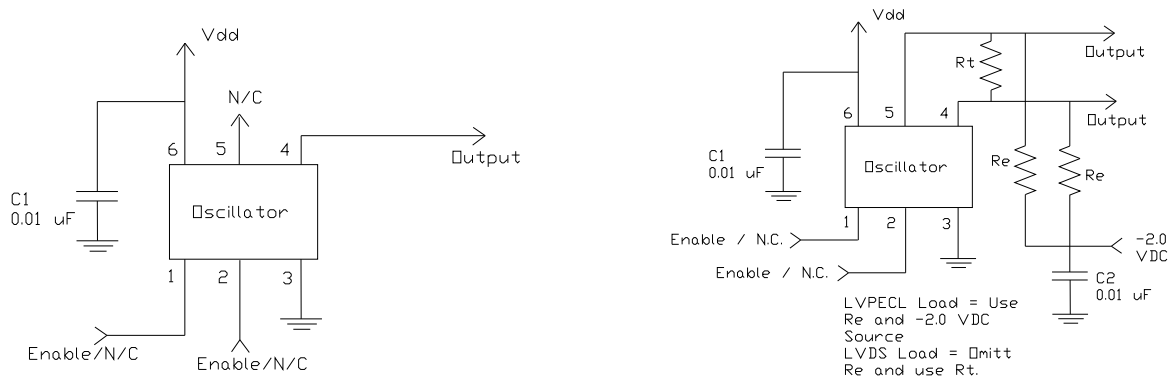 Vdd
N/C
6
5
4
Output
C1
0.01 uF
Oscillator
1
2
3
Enable/N/C
Enable/N/C
Vdd
Rt
Output
6
5
4
Output
C1
0.01 uF
Oscillator
Re
Re
1
2
3
Enable / N.C.
Enable / N.C.
-2.0
VDC
C2
0.01 uF
LVPECL Load = Use
Re and -2.0 VDC
Source
LVDS Load = Omitt
Re and use Rt.